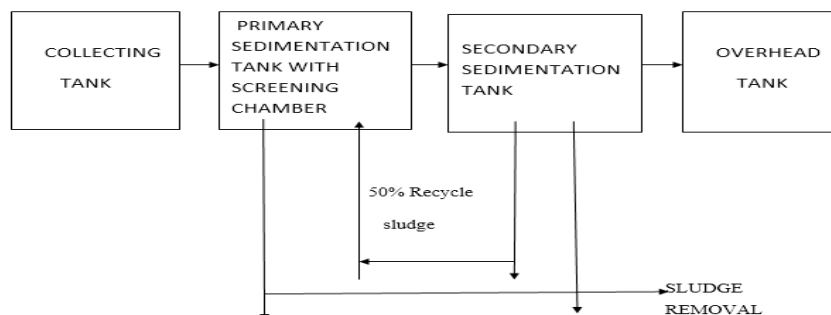 COLLECTING
TANK
PRIMARY
SEDIMENTATION
TANK WITH
SCREENING
CHAMBER
SECONDARY
SEDIMENTATION
TANK
OVERHEAD
TANK
50% Recycle
sludge
SLUDGE
REMOVAL